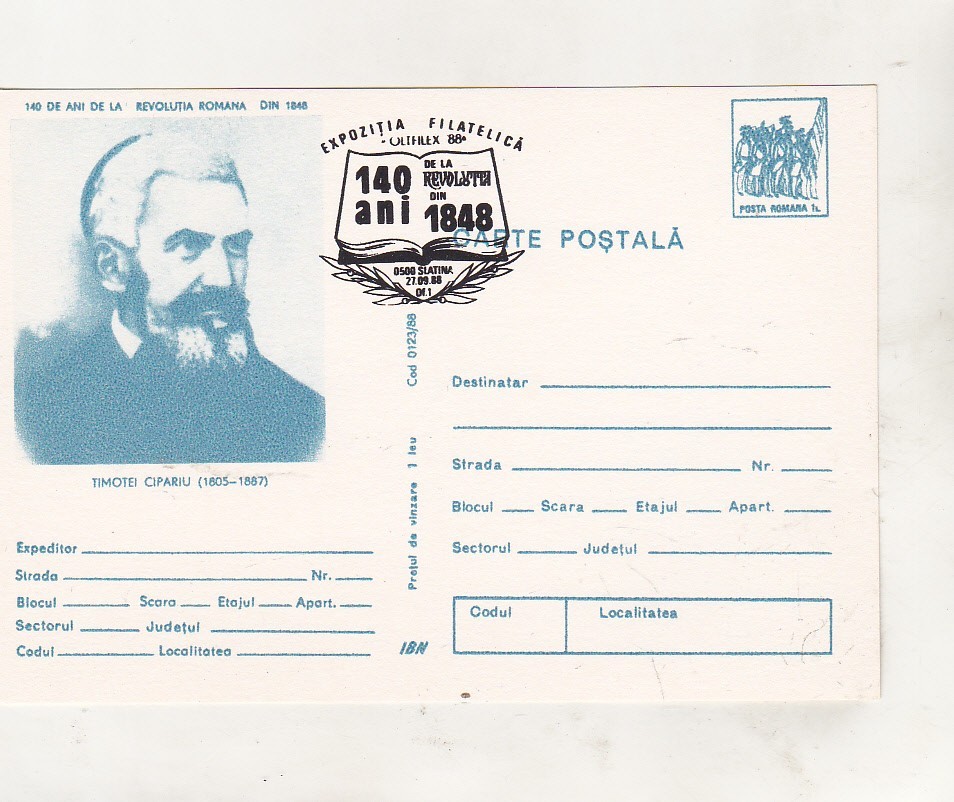 140 DE ANI DE LA REVOLUTIA ROMANA DIN 1848
EXPOZIȚIA FILATELICĂ
OLTFILEX 88
140 ani
DE LA
REVOLUTIA
DIN
1848
0500 SLATINA
27.09.88
Of.1
POSTA ROMANA 1L
CARTE POȘTALĂ
TIMOTEI CIPARIU (1805-1887)
Expeditor
Strada Nr.
Blocul Scara Etajul Apart.
Sectorul Județul
Codul Localitatea
Prețul de vînzare 1 leu Cod 0123/88
IBN
Destinatar
Strada Nr.
Blocul Scara Etajul Apart.
Sectorul Județul
Codul Localitatea